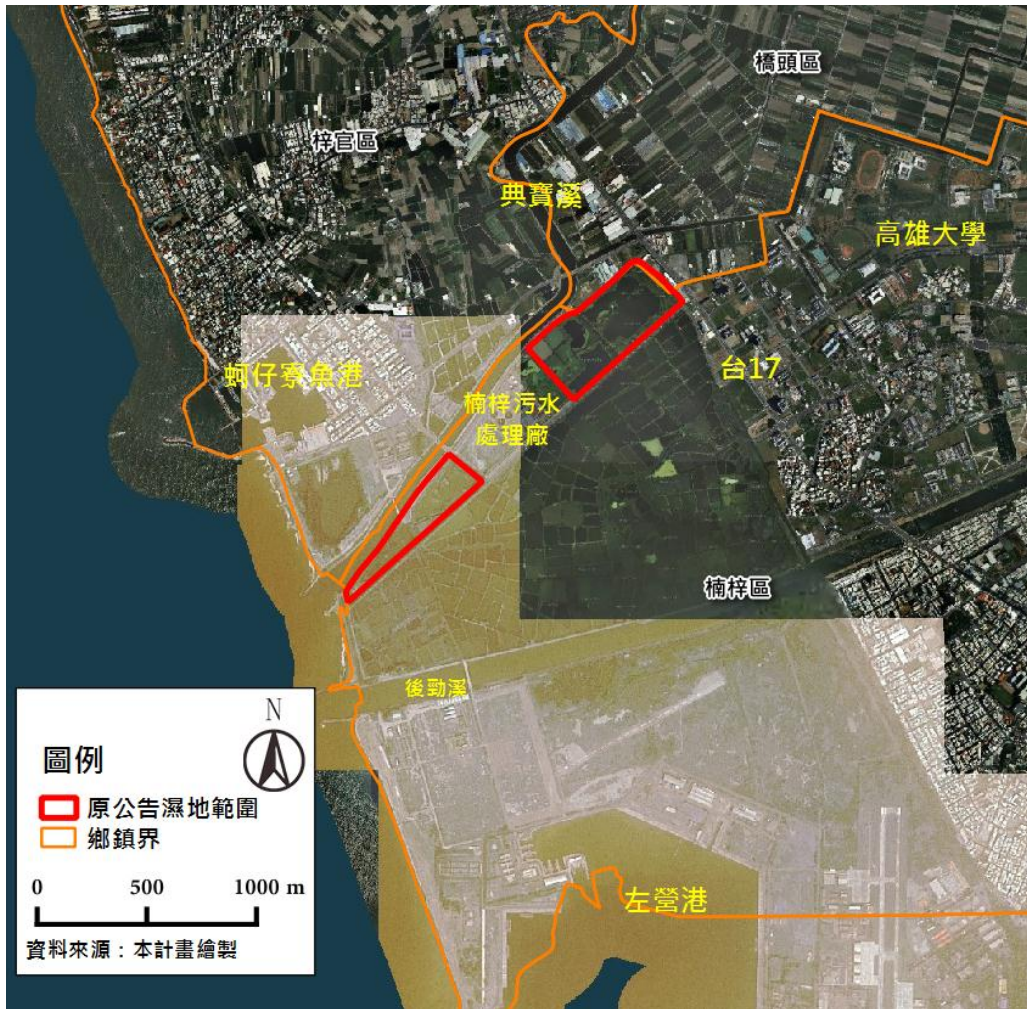 橋頭區
梓官區
典寶溪
高雄大學
蚵仔寮魚港
台17
楠梓污水
處理廠
楠梓區
後勁溪
左營港
N
圖例
原公告濕地範圍
鄉鎮界
0 500 1000 m
資料來源：本計畫繪製